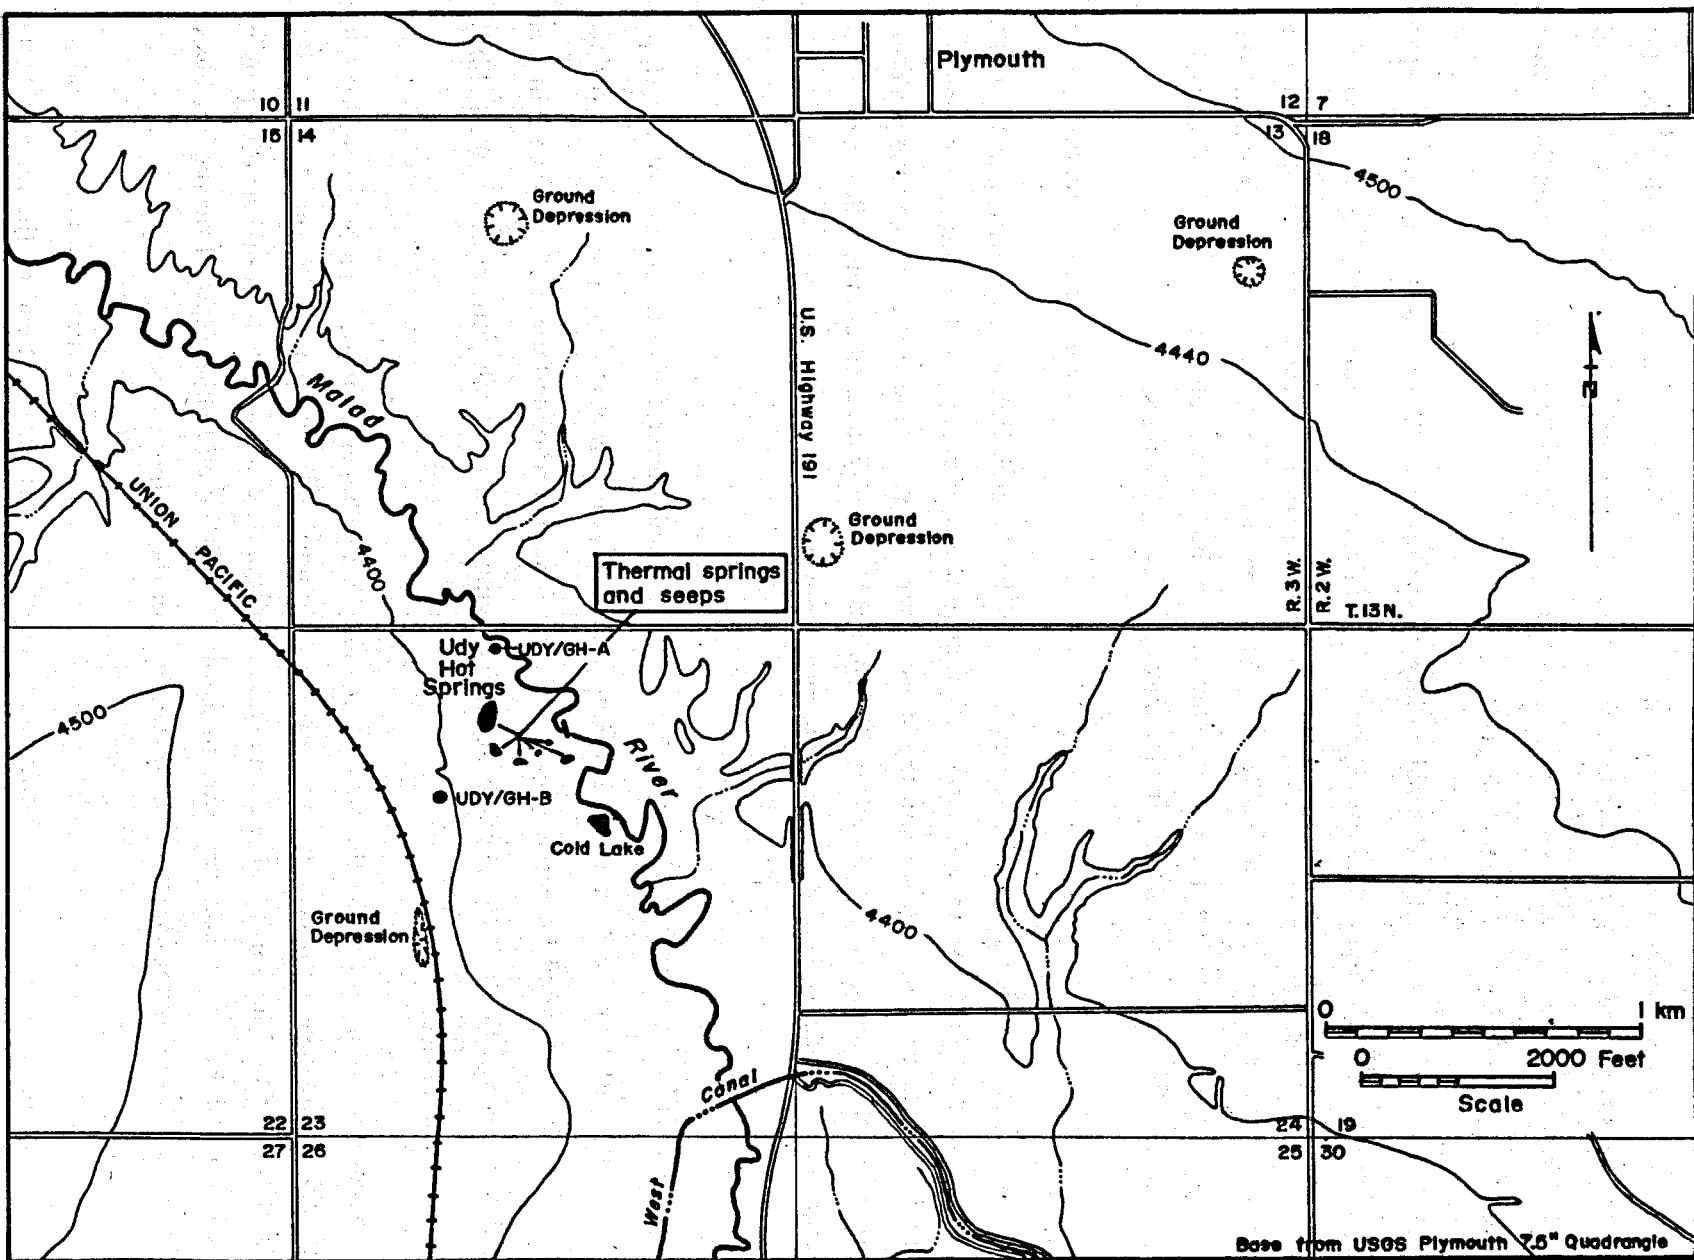 Plymouth
10 11
12 7
15 14
13 18
4500
Ground
Depression
Ground
Depression
U.S. Highway 191
4440
N
Malad
UNION
PACIFIC
4400
Ground
Depression
Thermal springs
and seeps
R.3W.
R.2W.
T.13N.
Udy
Hot
Springs
UDY/GH-A
4500
River
UDY/GH-B
Cold Lake
Ground
Depression
4400
0 1 km
0 2000 Feet
Scale
Canal
West
22 23
24 19
27 26
25 30
Base from USGS Plymouth 7.5" Quadrangle